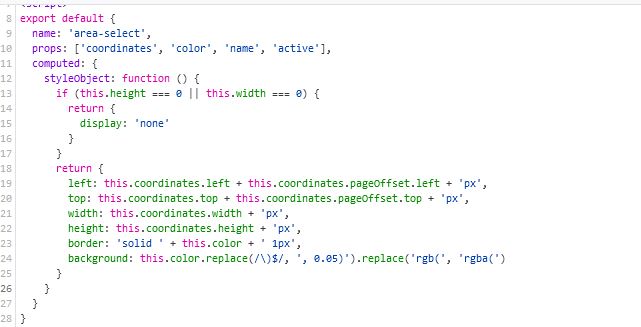 8 export default {
9 name: 'area-select',
10 props: ['coordinates', 'color', 'name', 'active'],
11 computed: {
12 styleObject: function () {
13 if (this.height === 0 || this.width === 0) {
14 return {
15 display: 'none'
16 }
17 }
18 return {
19 left: this.coordinates.left + this.coordinates.pageOffset.left + 'px',
20 top: this.coordinates.top + this.coordinates.pageOffset.top + 'px',
21 width: this.coordinates.width + 'px',
22 height: this.coordinates.height + 'px',
23 border: 'solid ' + this.color + ' 1px',
24 background: this.color.replace(/\)$/, ', 0.05)').replace('rgb(', 'rgba(')
25 }
26 }
27 }
28 }